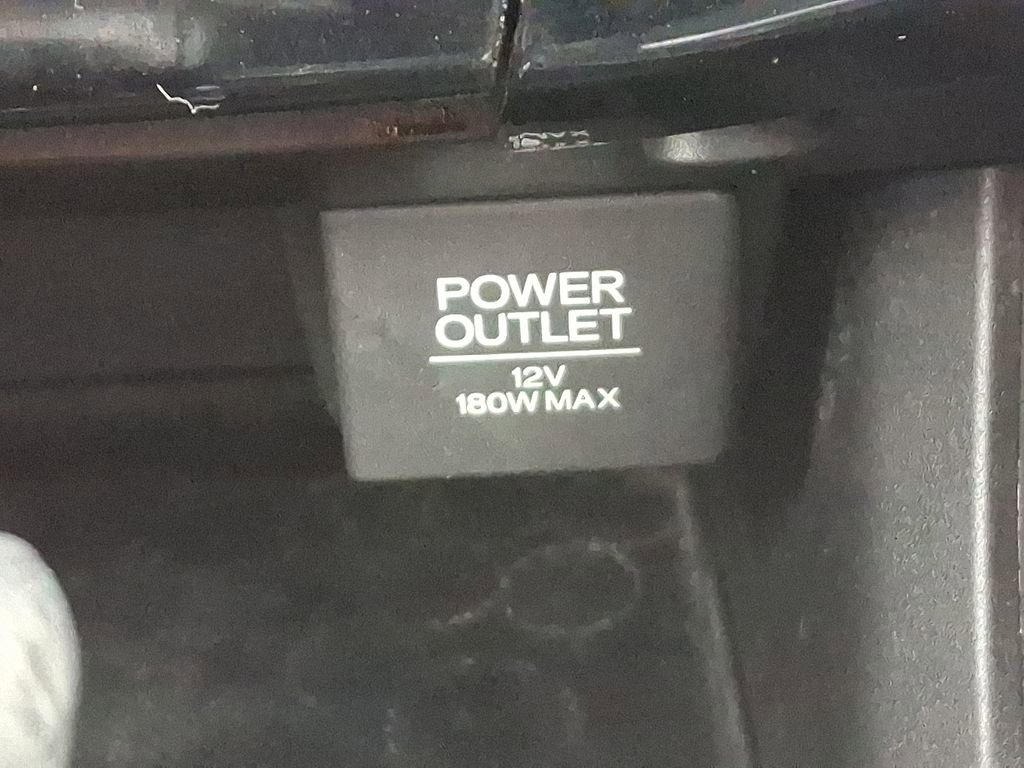 POWER
OUTLET
12V
180W MAX